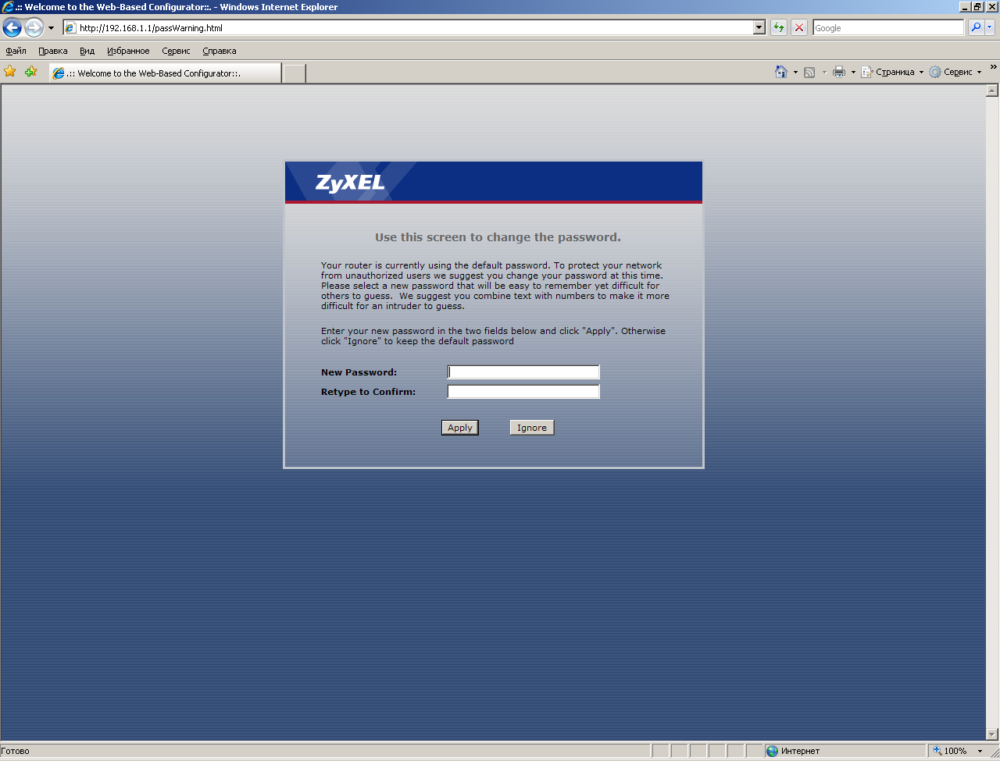 .:: Welcome to the Web-Based Configurator::. - Windows Internet Explorer
http://192.168.1.1/passWarning.html
Google
Файл Правка Вид Избранное Сервис Справка
.:: Welcome to the Web-Based Configurator::.
Страница Сервис
ZyXEL
Use this screen to change the password.
Your router is currently using the default password. To protect your network
from unauthorized users we suggest you change your password at this time.
Please select a new password that will be easy to remember yet difficult for
others to guess.  We suggest you combine text with numbers to make it more
difficult for an intruder to guess.
Enter your new password in the two fields below and click "Apply". Otherwise
click "Ignore" to keep the default password
New Password:
Retype to Confirm:
Apply Ignore
Готово Интернет 100%